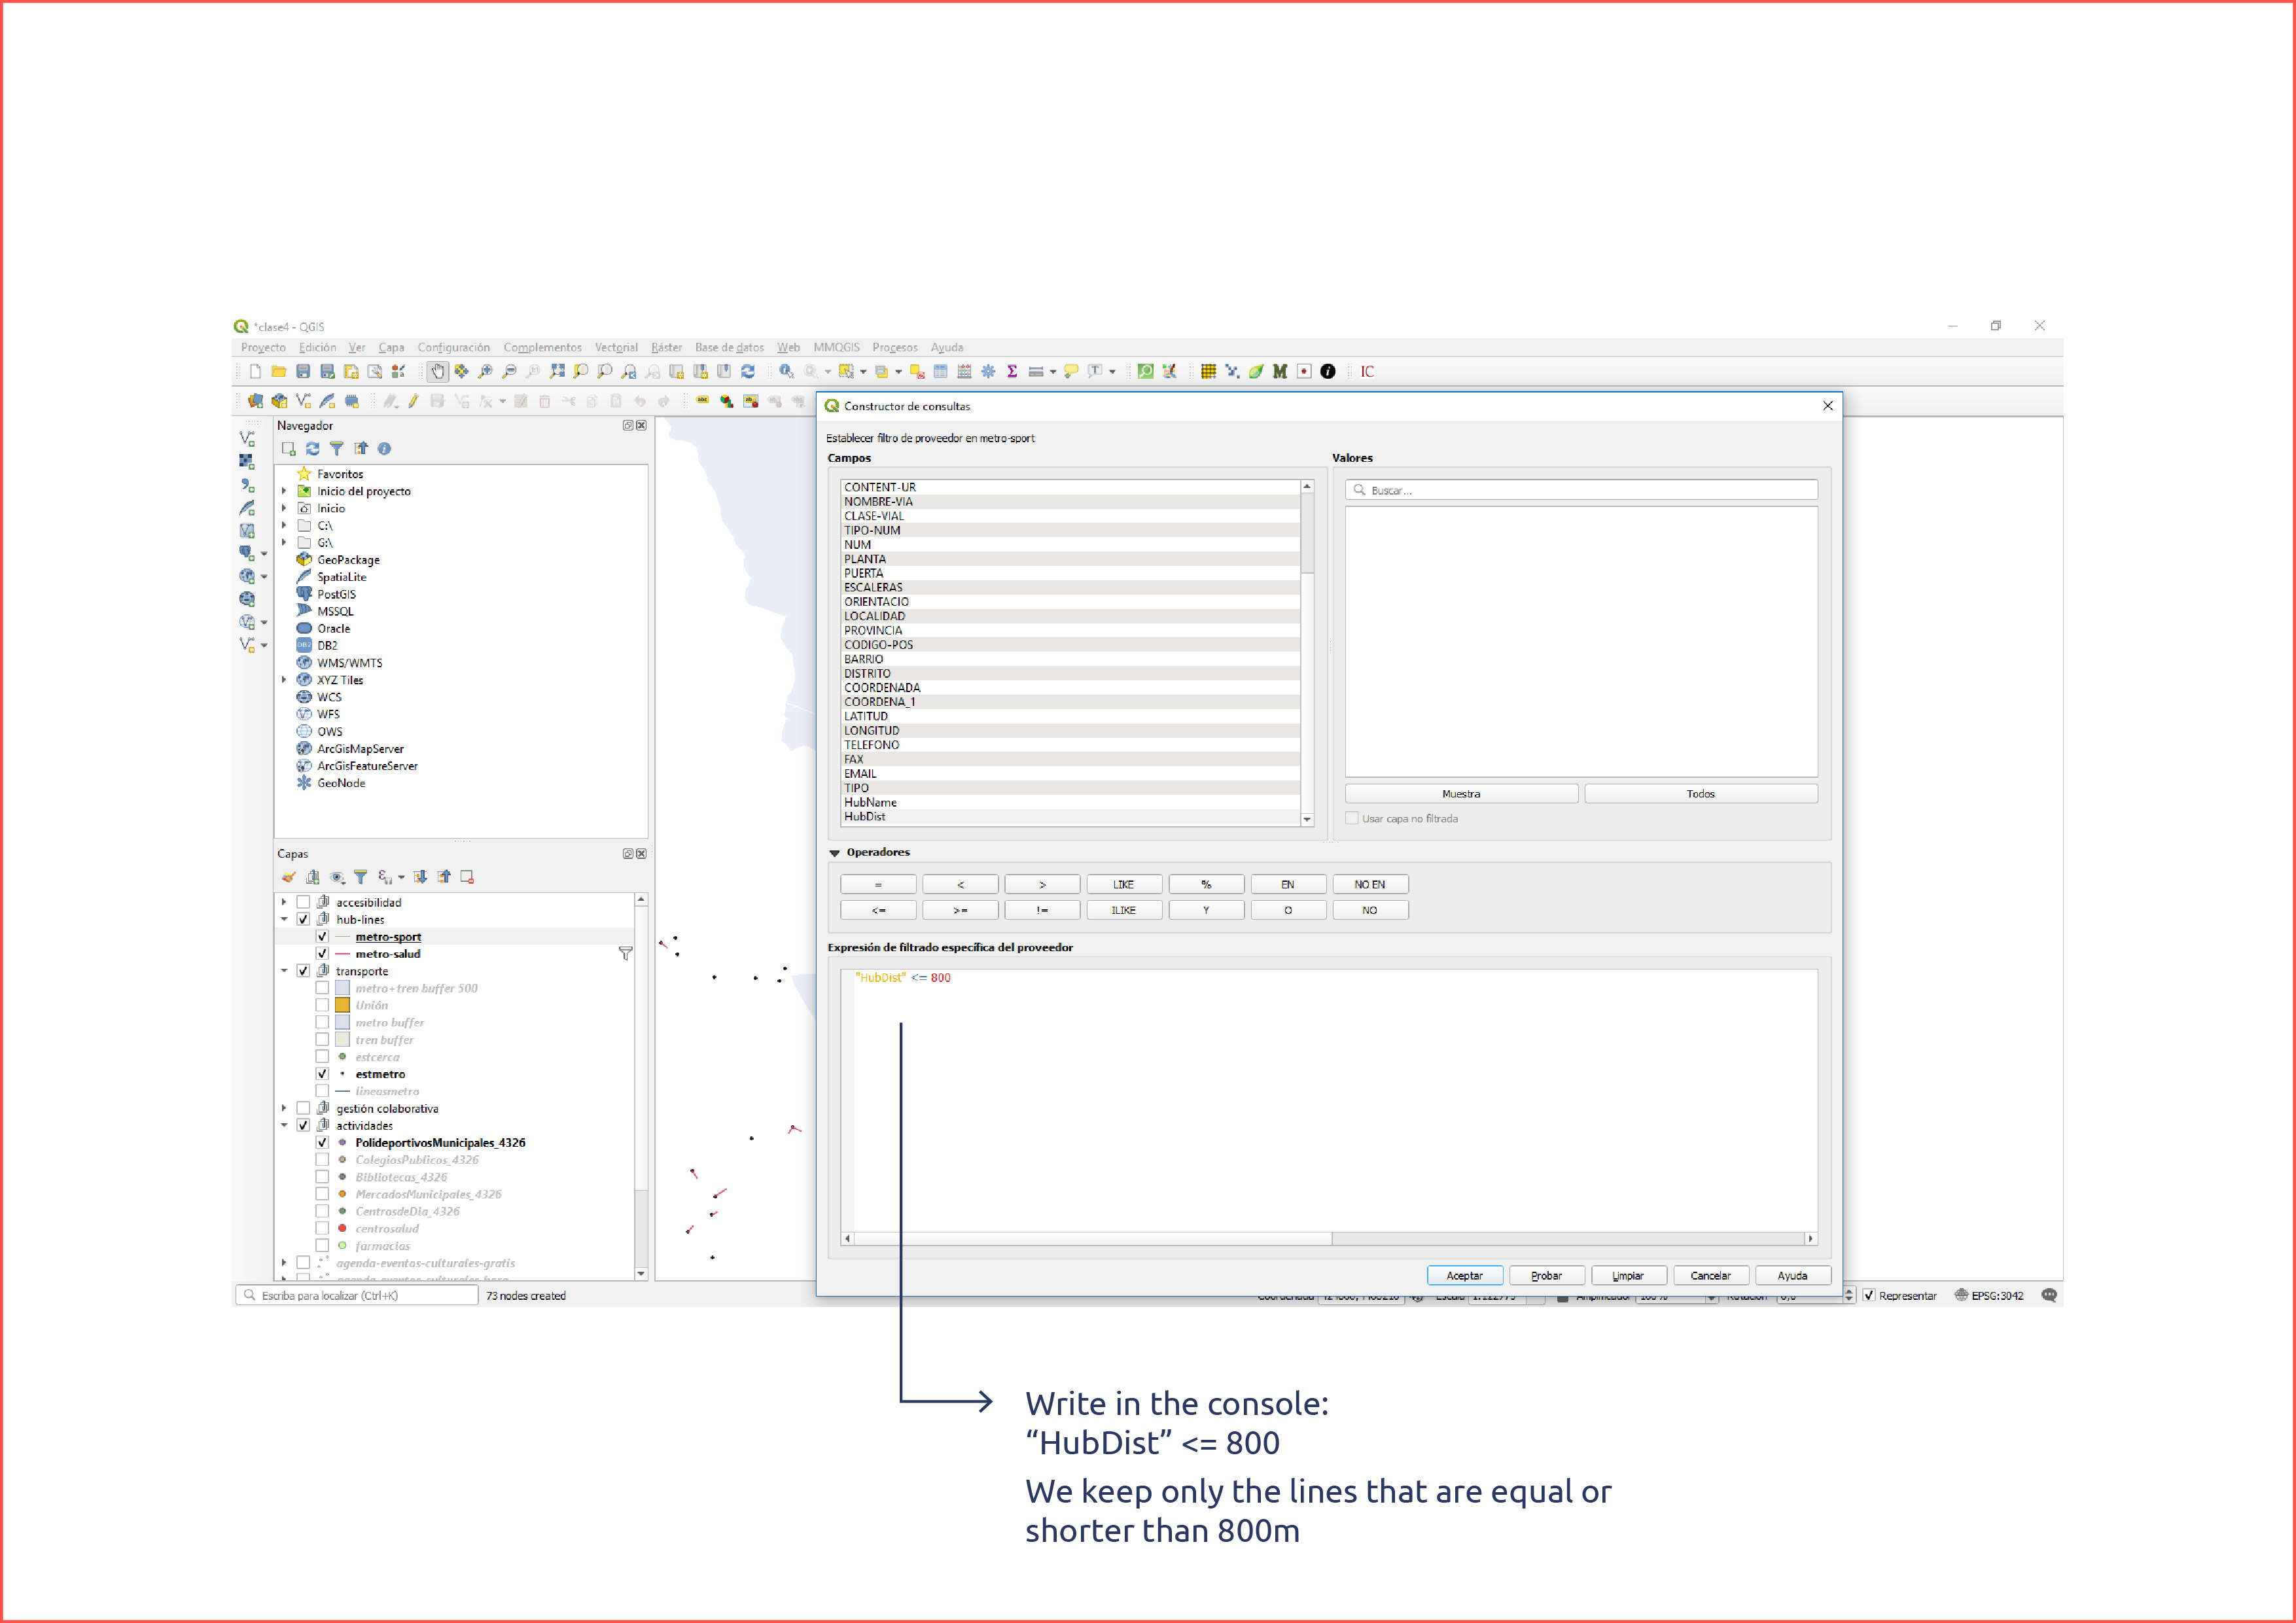 *clase4 - QGIS
Proyecto Edición Ver Capa Configuración Complementos Vectorial Ráster Base de datos Web MMQGIS Procesos Ayuda
IC
Navegador
Favoritos
Inicio del proyecto
Inicio
C:\
G:\
GeoPackage
SpatiaLite
PostGIS
MSSQL
Oracle
DB2
WMS/WMTS
XYZ Tiles
WCS
WFS
OWS
ArcGisMapServer
ArcGisFeatureServer
GeoNode
Capas
accesibilidad
hub-lines
metro-sport
metro-salud
transporte
metro+tren buffer 500
Unión
metro buffer
tren buffer
estcerca
estmetro
lineasmetro
gestión colaborativa
actividades
PolideportivosMunicipales_4326
ColegiosPublicos_4326
Bibliotecas_4326
MercadosMunicipales_4326
CentrosdeDia_4326
centrosalud
farmacias
agenda-eventos-culturales-gratis
Escriba para localizar (Ctrl+K) 73 nodes created
Constructor de consultas
Establecer filtro de proveedor en metro-sport
Campos
CONTENT-UR
NOMBRE-VIA
CLASE-VIAL
TIPO-NUM
NUM
PLANTA
PUERTA
ESCALERAS
ORIENTACIO
LOCALIDAD
PROVINCIA
CODIGO-POS
BARRIO
DISTRITO
COORDENADA
COORDENA_1
LATITUD
LONGITUD
TELEFONO
FAX
EMAIL
TIPO
HubName
HubDist
Valores
Buscar...
Muestra Todos
Usar capa no filtrada
Operadores
= < > LIKE % EN NO EN
<= >= != ILIKE Y O NO
Expresión de filtrado específica del proveedor
"HubDist" <= 800
Aceptar Probar Limpiar Cancelar Ayuda
Representar EPSG:3042
Write in the console:
“HubDist” <= 800
We keep only the lines that are equal or
shorter than 800m